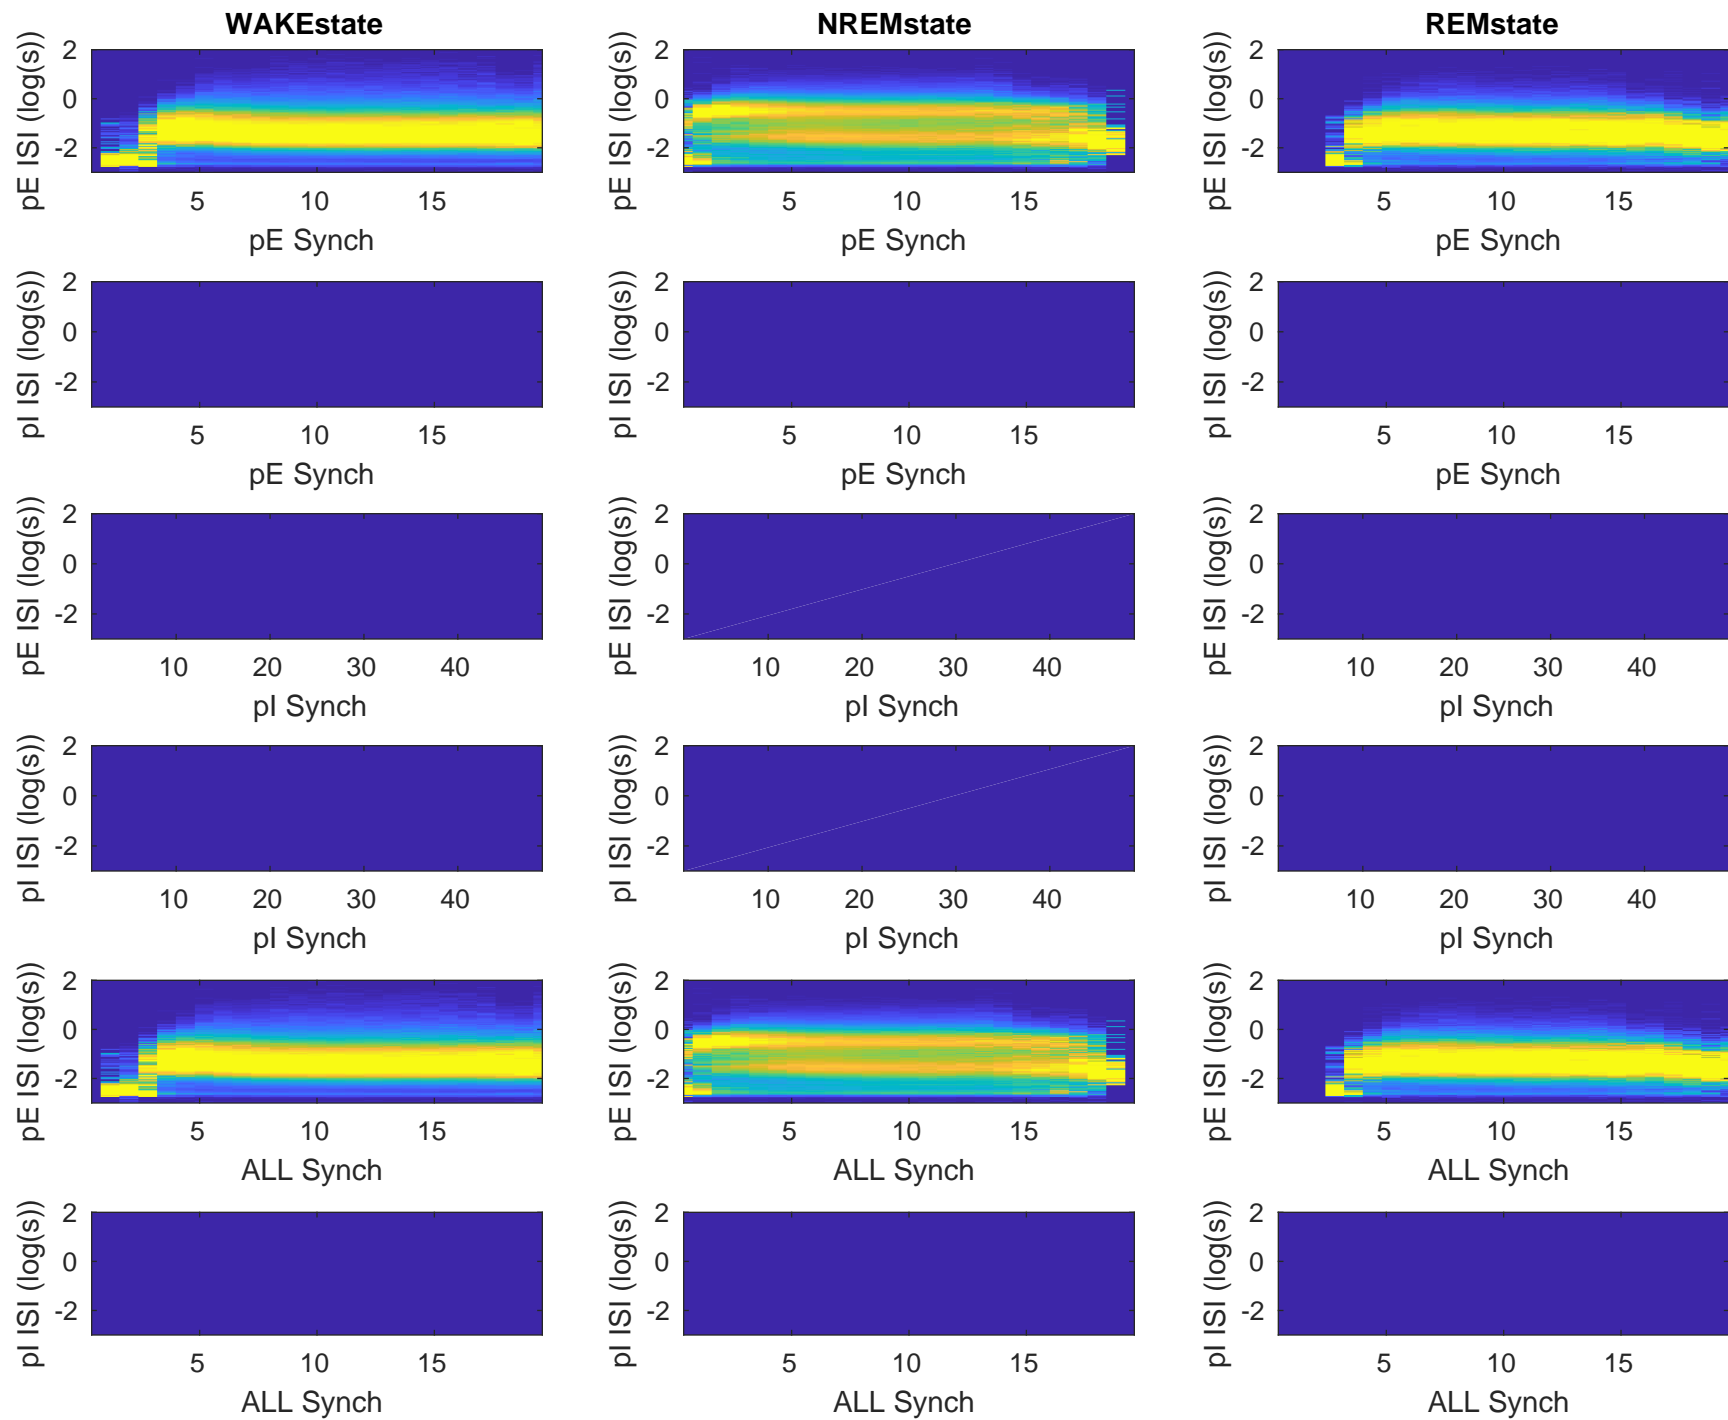 WAKEstate NREMstate REMstate
pE ISI (log(s)) 2 0 -2 pE ISI (log(s)) 2 0 -2 pE ISI (log(s)) 2 0 -2
5 10 15 5 10 15 5 10 15
pE Synch pE Synch pE Synch
pI ISI (log(s)) 2 0 -2 pI ISI (log(s)) 2 0 -2 pI ISI (log(s)) 2 0 -2
5 10 15 5 10 15 5 10 15
pE Synch pE Synch pE Synch
pE ISI (log(s)) 2 0 -2 pE ISI (log(s)) 2 0 -2 pE ISI (log(s)) 2 0 -2
10 20 30 40 10 20 30 40 10 20 30 40
pI Synch pI Synch pI Synch
pI ISI (log(s)) 2 0 -2 pI ISI (log(s)) 2 0 -2 pI ISI (log(s)) 2 0 -2
10 20 30 40 10 20 30 40 10 20 30 40
pI Synch pI Synch pI Synch
pE ISI (log(s)) 2 0 -2 pE ISI (log(s)) 2 0 -2 pE ISI (log(s)) 2 0 -2
5 10 15 5 10 15 5 10 15
ALL Synch ALL Synch ALL Synch
pI ISI (log(s)) 2 0 -2 pI ISI (log(s)) 2 0 -2 pI ISI (log(s)) 2 0 -2
5 10 15 5 10 15 5 10 15
ALL Synch ALL Synch ALL Synch